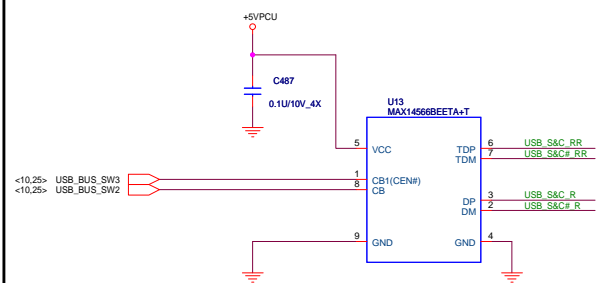 +5VPCU
C487
0.1U/10V_4X
U13
MAX14566BEETA+T
5 VCC TDP 6 USB_S&C_RR
TDM 7 USB_S&C#_RR
<10,25> USB_BUS_SW3 1 CB1(CEN#)
<10,25> USB_BUS_SW2 8 CB
DP 3 USB_S&C_R
DM 2 USB_S&C#_R
9 GND GND 4